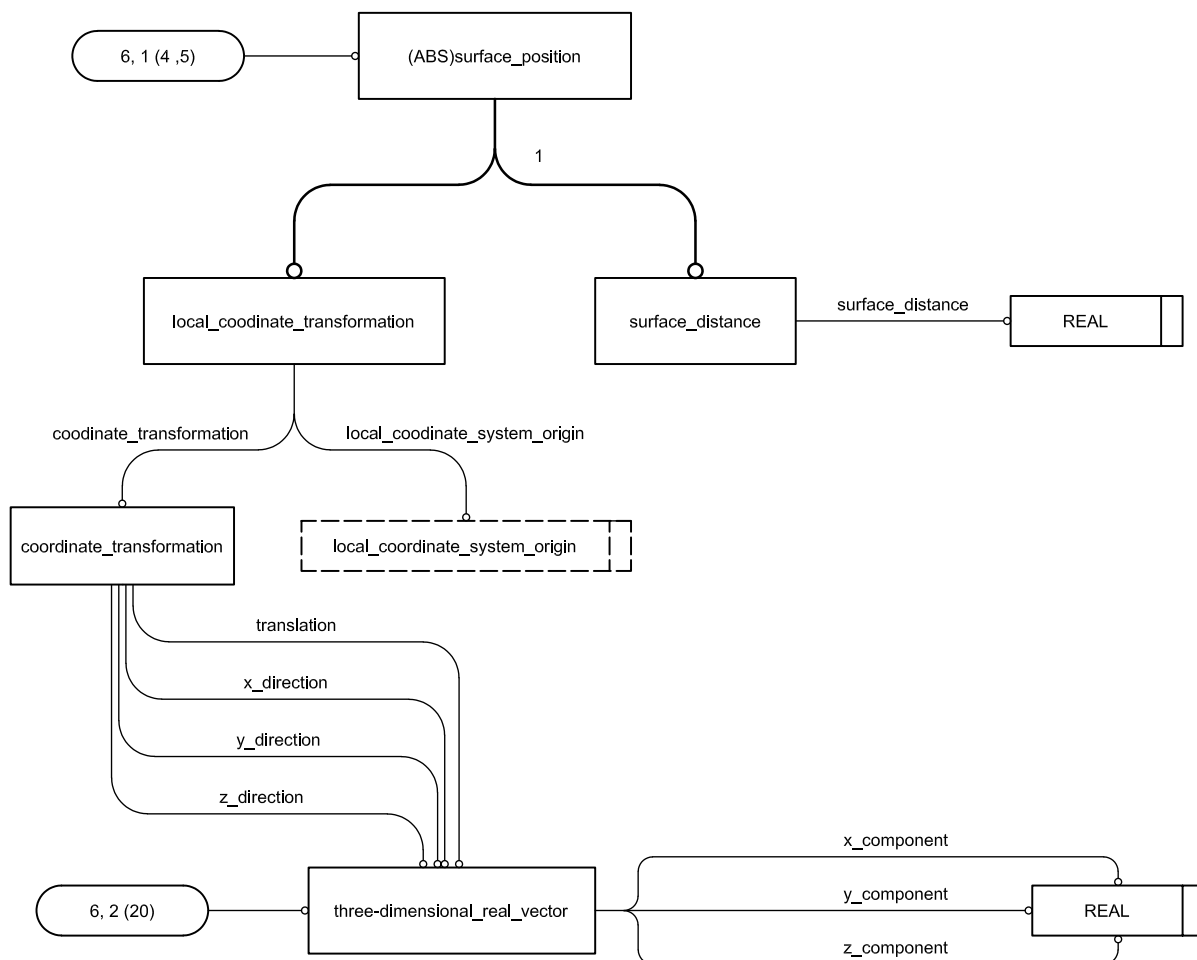 6, 1 (4 ,5)
(ABS)surface_position
1
local_coodinate_transformation
surface_distance
surface_distance
REAL
coodinate_transformation
local_coodinate_system_origin
coordinate_transformation
local_coordinate_system_origin
translation
x_direction
y_direction
z_direction
x_component
6, 2 (20)
three-dimensional_real_vector
y_component
REAL
z_component